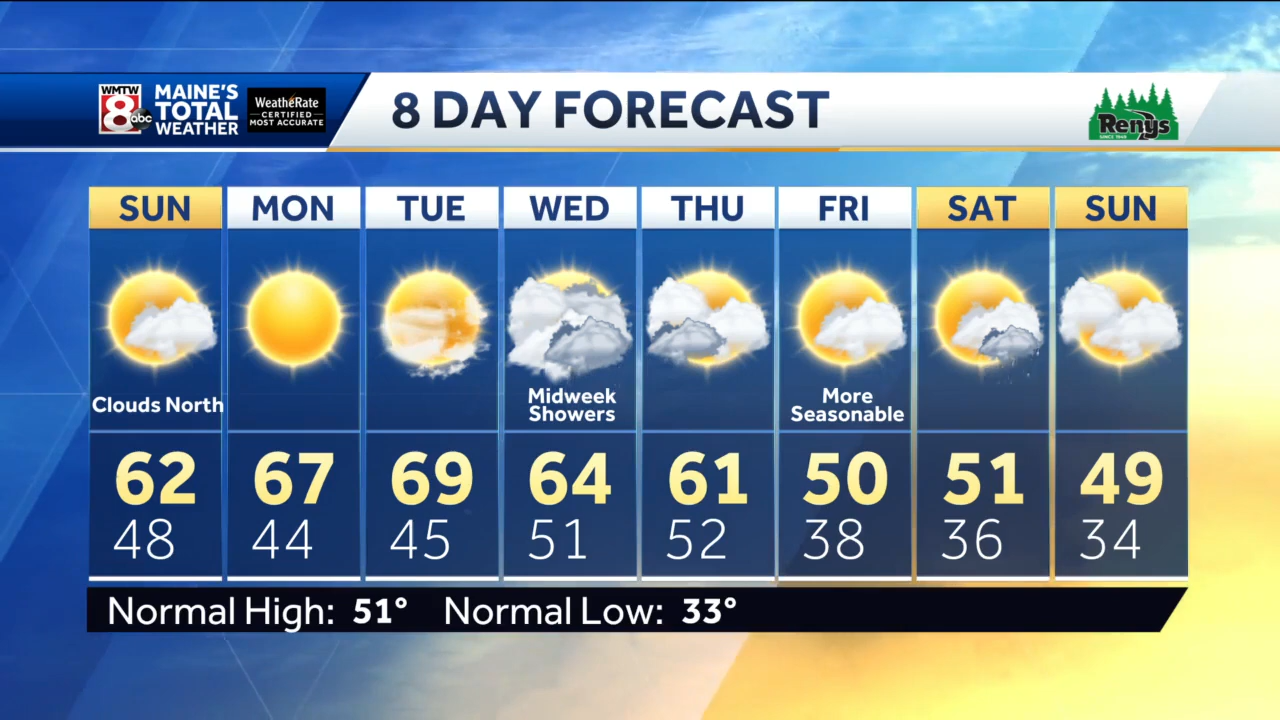 WMTW
8
abc
MAINE'S
TOTAL
WEATHER
WeatheRate
CERTIFIED
MOST ACCURATE
8 DAY FORECAST
Renys
SINCE 1949
SUN MON TUE WED THU FRI SAT SUN
Clouds North
Midweek
Showers
More
Seasonable
62 67 69 64 61 50 51 49
48 44 45 51 52 38 36 34
Normal High: 51° Normal Low: 33°